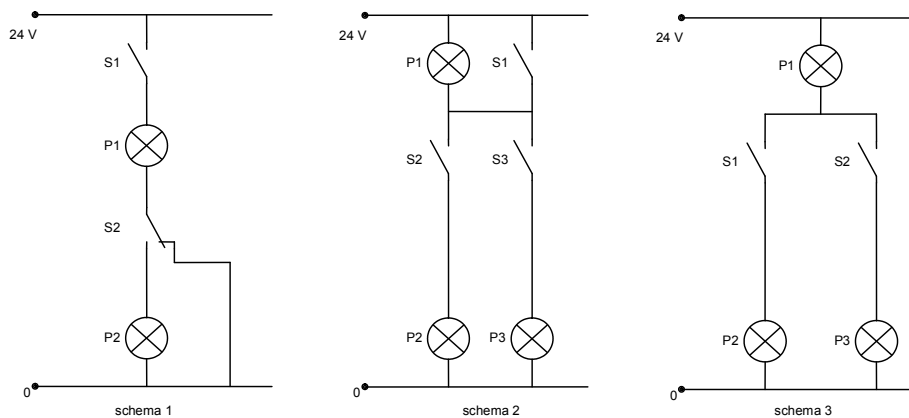 24 V
S1
P1
S2
P2
0
schema 1
24 V
P1
S1
S2
S3
P2
P3
0
schema 2
24 V
P1
S1
S2
P2
P3
0
schema 3